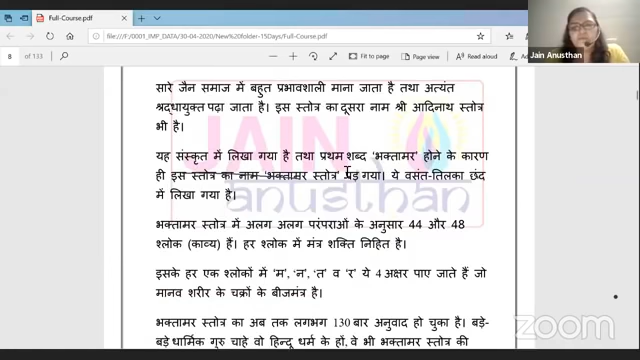 Full-Course.pdf
file:///F:/0001_IMP_DATA/30-04-2020/New%20folder-15Days/Full-Course.pdf
8 of 133
Fit to page
Page view
Read aloud
Add notes
Jain Anusthan
सारे जैन समाज में बहुत प्रभावशाली माना जाता है तथा अत्यंत
श्रद्धायुक्त पढ़ा जाता है। इस स्तोत्र का दूसरा नाम श्री आदिनाथ स्तोत्र
भी है।
यह संस्कृत में लिखा गया है तथा प्रथम शब्द 'भक्तामर' होने के कारण
ही इस स्तोत्र का नाम 'भक्तामर स्तोत्र' पड़ गया। ये वसंत-तिलका छंद
में लिखा गया है।
भक्तामर स्तोत्र में अलग अलग परंपराओं के अनुसार 44 और 48
श्लोक (काव्य) हैं। हर श्लोक में मंत्र शक्ति निहित है।
इसके हर एक श्लोकों में 'म', 'न', 'त' व 'र' ये 4 अक्षर पाए जाते हैं जो
मानव शरीर के चक्रों के बीजमंत्र है।
भक्तामर स्तोत्र का अब तक लगभग 130 बार अनुवाद हो चुका है। बड़े-
बड़े धार्मिक गुरु चाहे वो हिन्दू धर्म के हों, वे भी भक्तामर स्तोत्र की
JAIN
anusthan
zoom